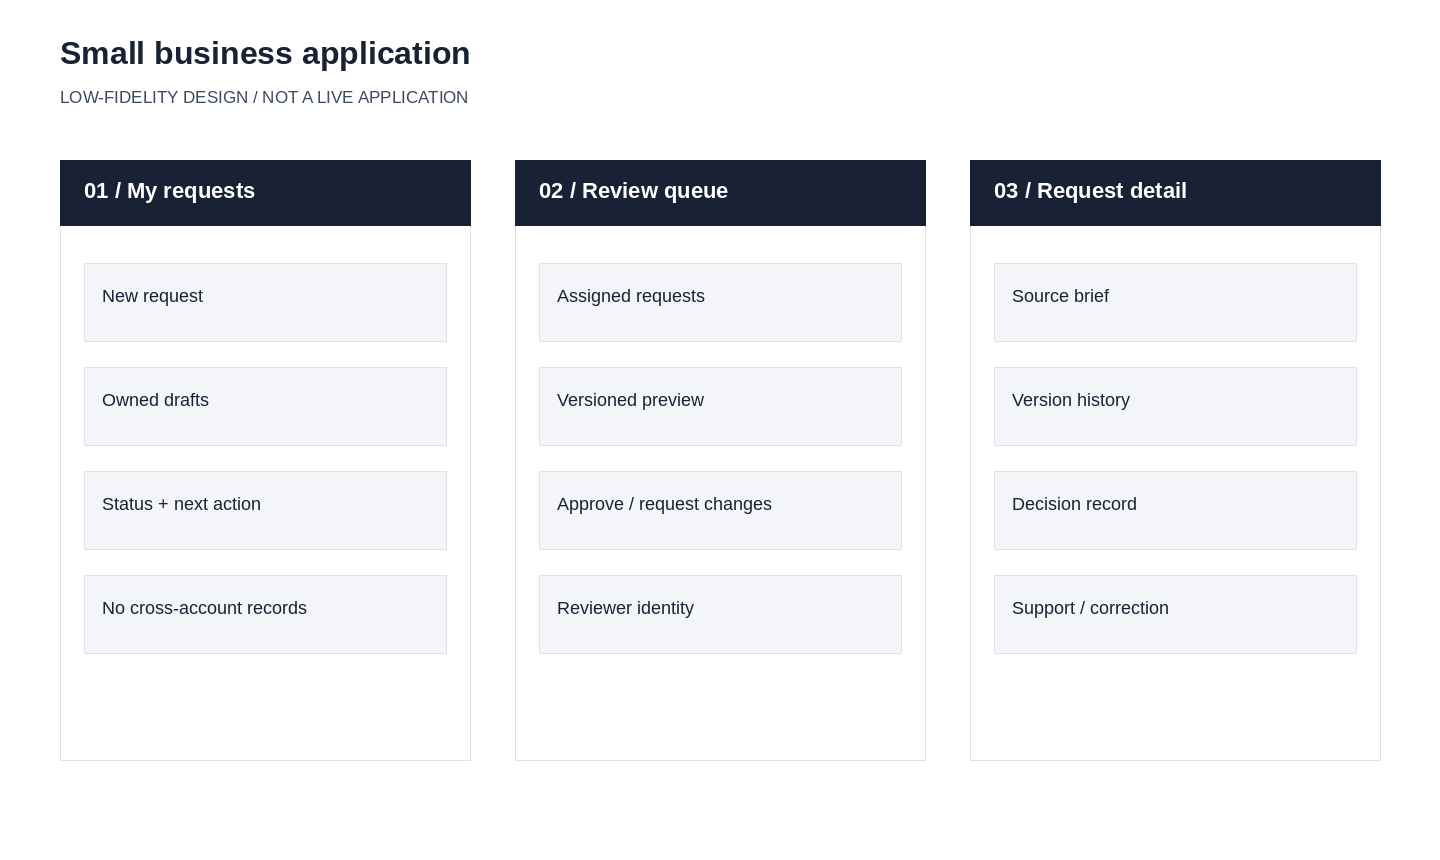 Small business application
LOW-FIDELITY DESIGN / NOT A LIVE APPLICATION
01 / My requests
New request
Owned drafts
Status + next action
No cross-account records
02 / Review queue
Assigned requests
Versioned preview
Approve / request changes
Reviewer identity
03 / Request detail
Source brief
Version history
Decision record
Support / correction